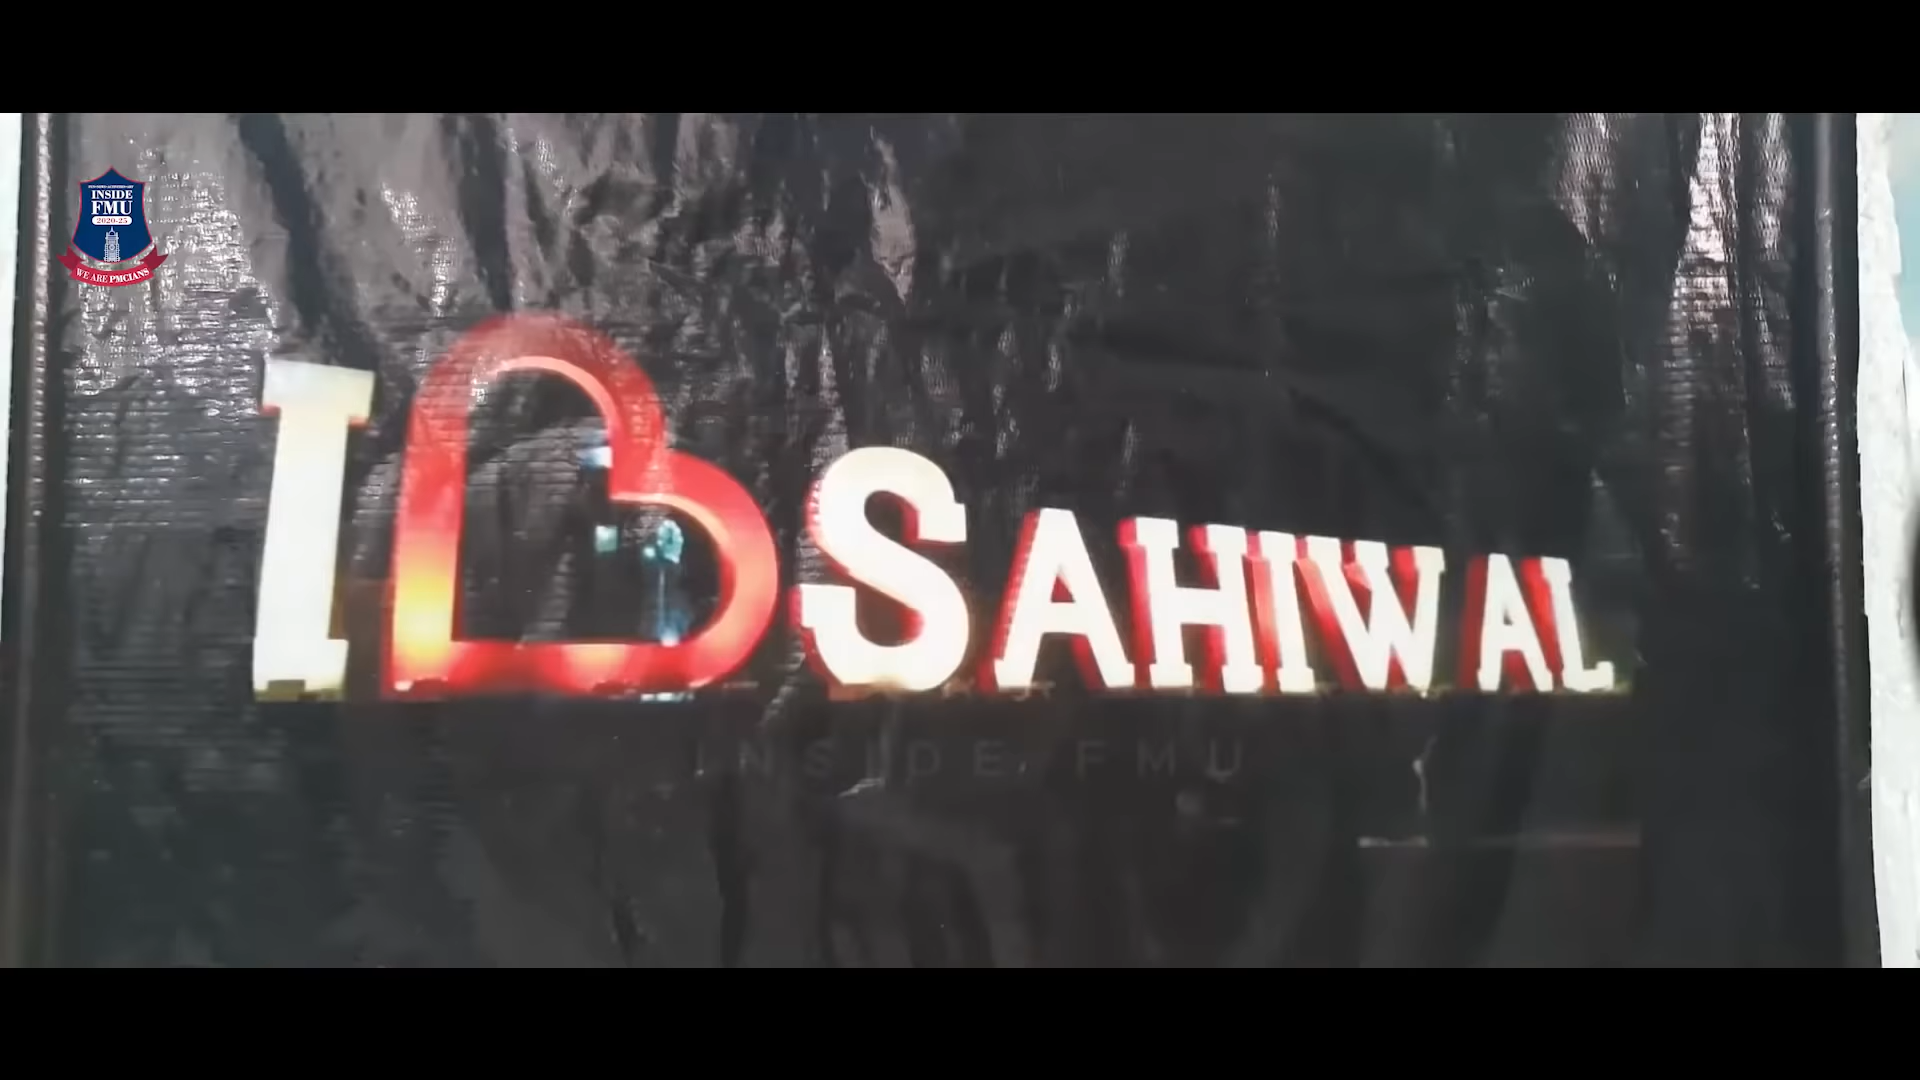 INSIDE
FMU
2020-25
WE ARE PMCIANS
I SAHIWAL
INSIDE FMU